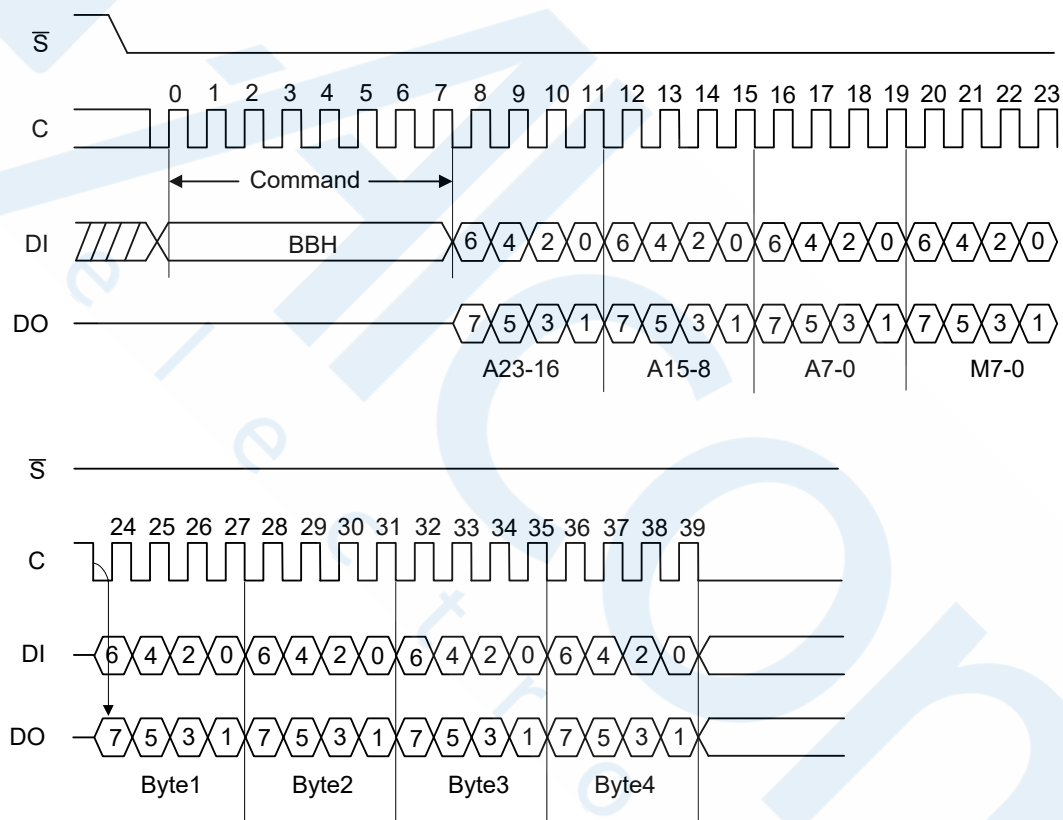 S
0 1 2 3 4 5 6 7 8 9 10 11 12 13 14 15 16 17 18 19 20 21 22 23
C
Command
DI BBH 6 4 2 0 6 4 2 0 6 4 2 0 6 4 2 0
DO 7 5 3 1 7 5 3 1 7 5 3 1 7 5 3 1
A23-16 A15-8 A7-0 M7-0
S
24 25 26 27 28 29 30 31 32 33 34 35 36 37 38 39
C
DI 6 4 2 0 6 4 2 0 6 4 2 0 6 4 2 0
DO 7 5 3 1 7 5 3 1 7 5 3 1 7 5 3 1
Byte1 Byte2 Byte3 Byte4